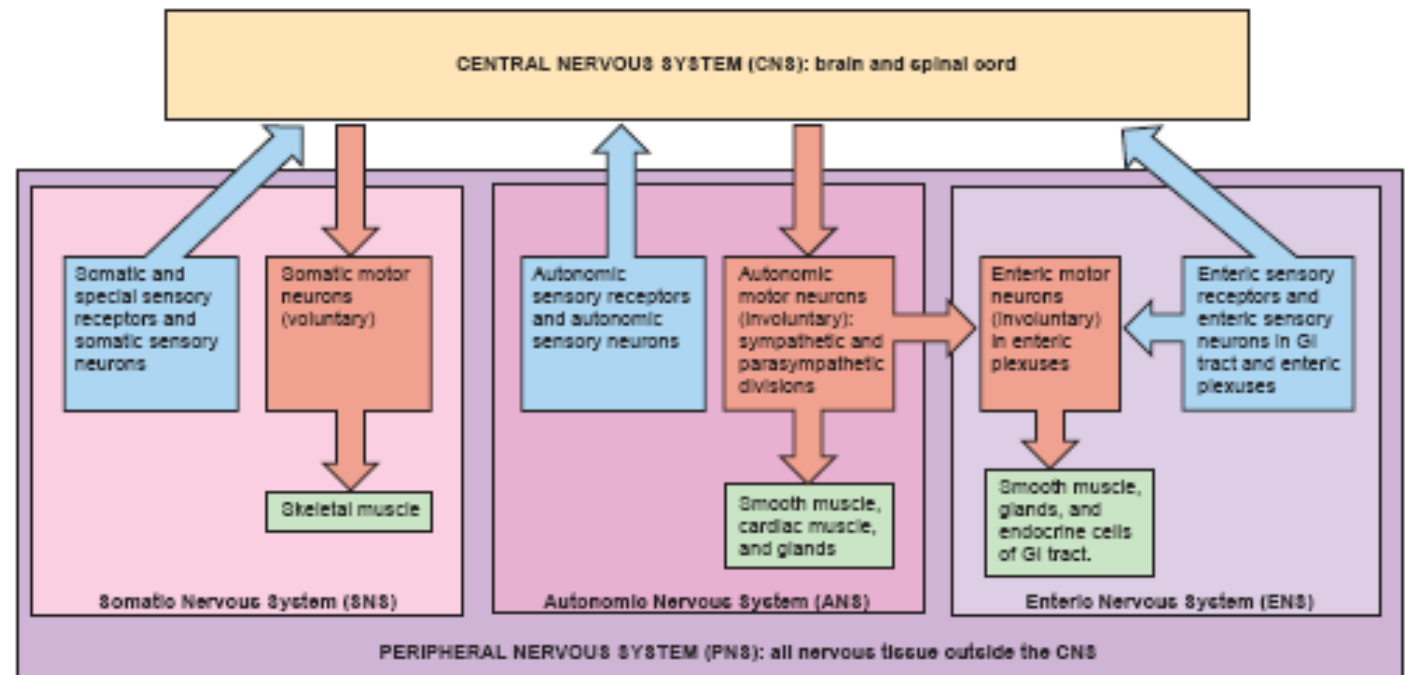 CENTRAL NERVOUS SYSTEM (CNS): brain and spinal cord
Somatic and
special sensory
receptors and
somatic sensory
neurons
Somatic motor
neurons
(voluntary)
Skeletal muscle
Somatic Nervous System (SNS)
Autonomic
sensory receptors
and autonomic
sensory neurons
Autonomic
motor neurons
(involuntary):
sympathetic and
parasympathetic
divisions
Smooth muscle,
cardiac muscle,
and glands
Autonomic Nervous System (ANS)
Enteric motor
neurons
(involuntary)
in enteric
plexuses
Smooth muscle,
glands, and
endocrine cells
of GI tract.
Enteric sensory
receptors and
enteric sensory
neurons in GI
tract and enteric
plexuses
Enteric Nervous System (ENS)
PERIPHERAL NERVOUS SYSTEM (PNS): all nervous tissue outside the CNS